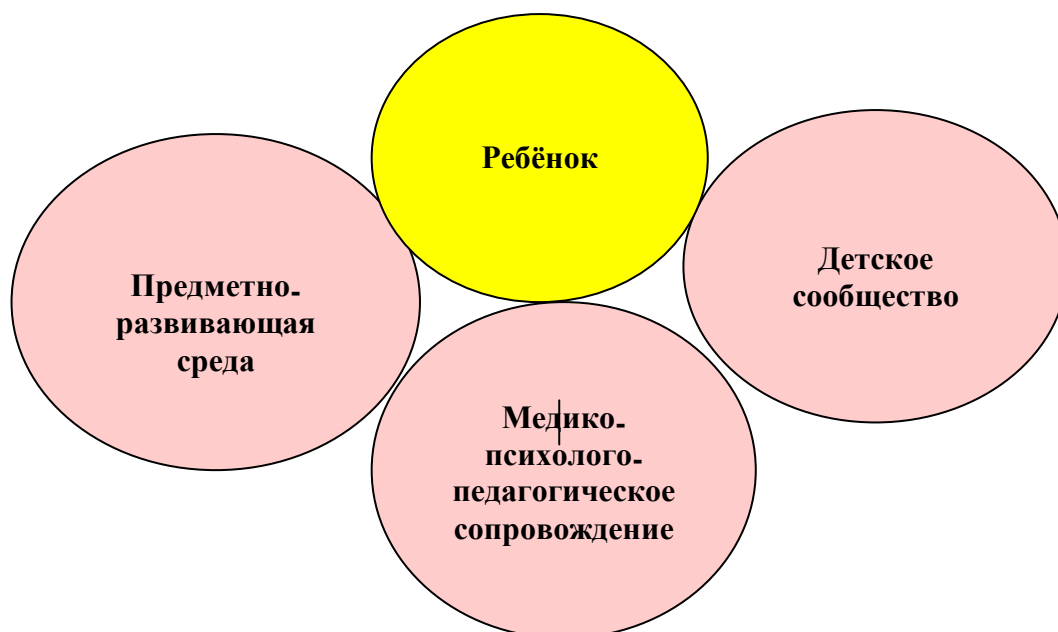 Ребёнок
Предметно-
развивающая
среда
Детское
сообщество
Медико-
психолого-
педагогическое
сопровождение